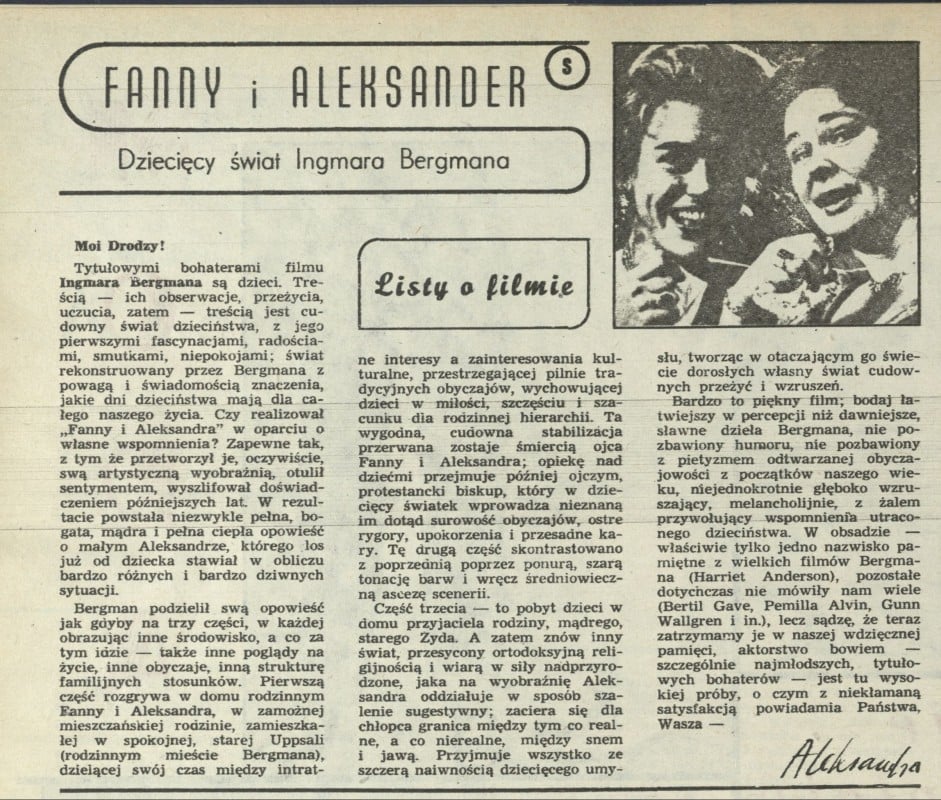 FANNY i ALEKSANDER
S
Dziecięcy świat Ingmara Bergmana
Listy o filmie
Moi Drodzy!
Tytułowymi bohaterami filmu
Ingmara Bergmana są dzieci. Tre-
ścią — ich obserwacje, przeżycia,
uczucia, zatem — treścią jest cu-
downy świat dzieciństwa, z jego
pierwszymi fascynacjami, radościa-
mi, smutkami, niepokojami; świat
rekonstruowany przez Bergmana z
powagą i świadomością znaczenia,
jakie dni dzieciństwa mają dla ca-
łego naszego życia. Czy realizował
„Fanny i Aleksandra” w oparciu o
własne wspomnienia? Zapewne tak,
z tym że przetworzył je, oczywiście,
swą artystyczną wyobraźnią, otulił
sentymentem, wyszlifował doświad-
czeniem późniejszych lat. W rezul-
tacie powstała niezwykle pełna, bo-
gata, mądra i pełna ciepła opowieść
o małym Aleksandrze, którego los
już od dziecka stawiał w obliczu
bardzo różnych i bardzo dziwnych
sytuacji.
Bergman podzielił swą opowieść
jak gdyby na trzy części, w każdej
obrazując inne środowisko, a co za
tym idzie — także inne poglądy na
życie, inne obyczaje, inną strukturę
familijnych stosunków. Pierwszą
część rozgrywa w domu rodzinnym
Fanny i Aleksandra, w zamożnej
mieszczańskiej rodzinie, zamieszka-
łej w spokojnej, starej Uppsali
(rodzinnym mieście Bergmana),
dzielącej swój czas między intrat-
ne interesy a zainteresowania kul-
turalne, przestrzegającej pilnie tra-
dycyjnych obyczajów, wychowującej
dzieci w miłości, szczęściu i sza-
cunku dla rodzinnej hierarchii. Ta
wygodna, cudowna stabilizacja
przerwana zostaje śmiercią ojca
Fanny i Aleksandra; opiekę nad
dziećmi przejmuje później ojczym,
protestancki biskup, który w dzie-
cięcy światek wprowadza nieznaną
im dotąd surowość obyczajów, ostre
rygory, upokorzenia i przesadne ka-
ry. Tę drugą część skontrastowano
z poprzednią poprzez ponurą, szarą
tonację barw i wręcz średniowiecz-
ną ascezę scenerii.
Część trzecia — to pobyt dzieci w
domu przyjaciela rodziny, mądrego,
starego Żyda. A zatem znów inny
świat, przesycony ortodoksyjną reli-
gijnością i wiarą w siły nadprzyro-
dzone, jaka na wyobraźnię Alek-
sandra oddziałuje w sposób sza-
lenie sugestywny; zaciera się dla
chłopca granica między tym co real-
ne, a co nierealne, między snem
i jawą. Przyjmuje wszystko ze
szczerą naiwnością dziecięcego umy-
słu, tworząc w otaczającym go świe-
cie dorosłych własny świat cudow-
nych przeżyć i wzruszeń.
Bardzo to piękny film; bodaj ła-
twiejszy w percepcji niż dawniejsze,
sławne dzieła Bergmana, nie po-
zbawiony humoru, nie pozbawiony
z pietyzmem odtwarzanej obycza-
jowości z początków naszego wie-
ku, niejednokrotnie głęboko wzru-
szający, melancholijnie, z żalem
przywołujący wspomnienia utraco-
nego dzieciństwa. W obsadzie —
właściwie tylko jedno nazwisko pa-
miętne z wielkich filmów Bergma-
na (Harriet Anderson), pozostałe
dotychczas nie mówiły nam wiele
(Bertil Gave, Pemilla Alvin, Gunn
Wallgren i in.), lecz sądzę, że teraz
zatrzymamy je w naszej wdzięcznej
pamięci, aktorstwo bowiem —
szczególnie najmłodszych, tytuło-
wych bohaterów — jest tu wyso-
kiej próby, o czym z niekłamaną
satysfakcją powiadamia Państwa,
Wasza —
Aleksandra